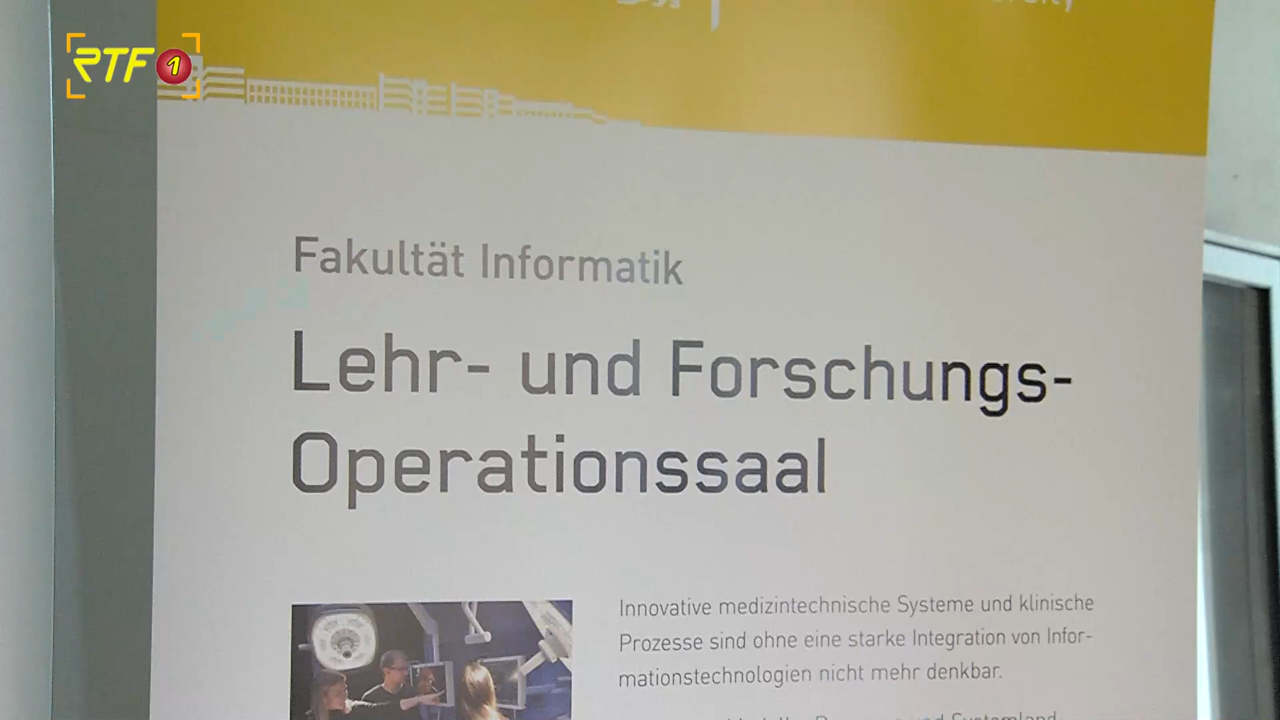 RTF 1
Fakultät Informatik
Lehr- und Forschungs-
Operationssaal
Innovative medizintechnische Systeme und klinische
Prozesse sind ohne eine starke Integration von Infor-
mationstechnologien nicht mehr denkbar.